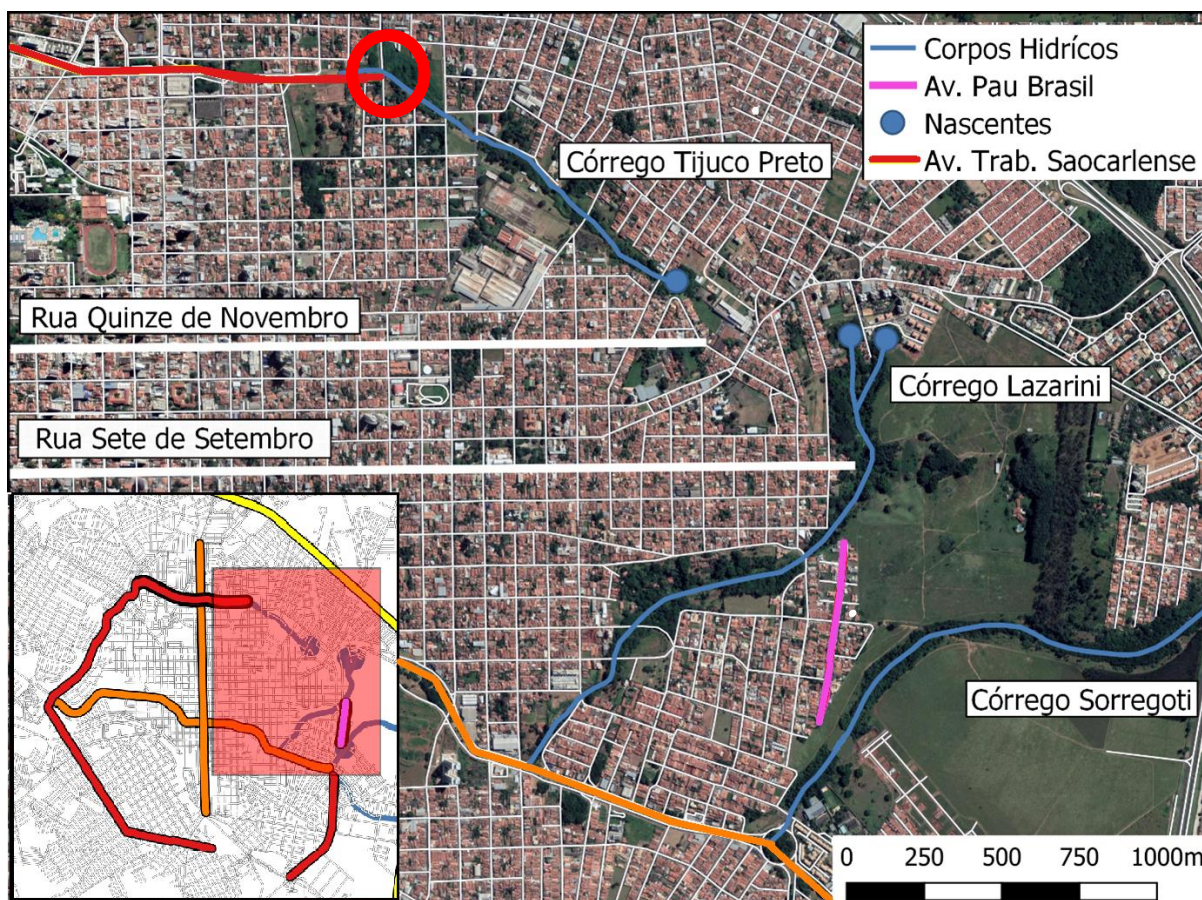 Corpos Hidrícos
Av. Pau Brasil
Nascentes
Av. Trab. Saocarlense
Córrego Tijuco Preto
Rua Quinze de Novembro
Córrego Lazarini
Rua Sete de Setembro
Córrego Sorregoti
0 250 500 750 1000m